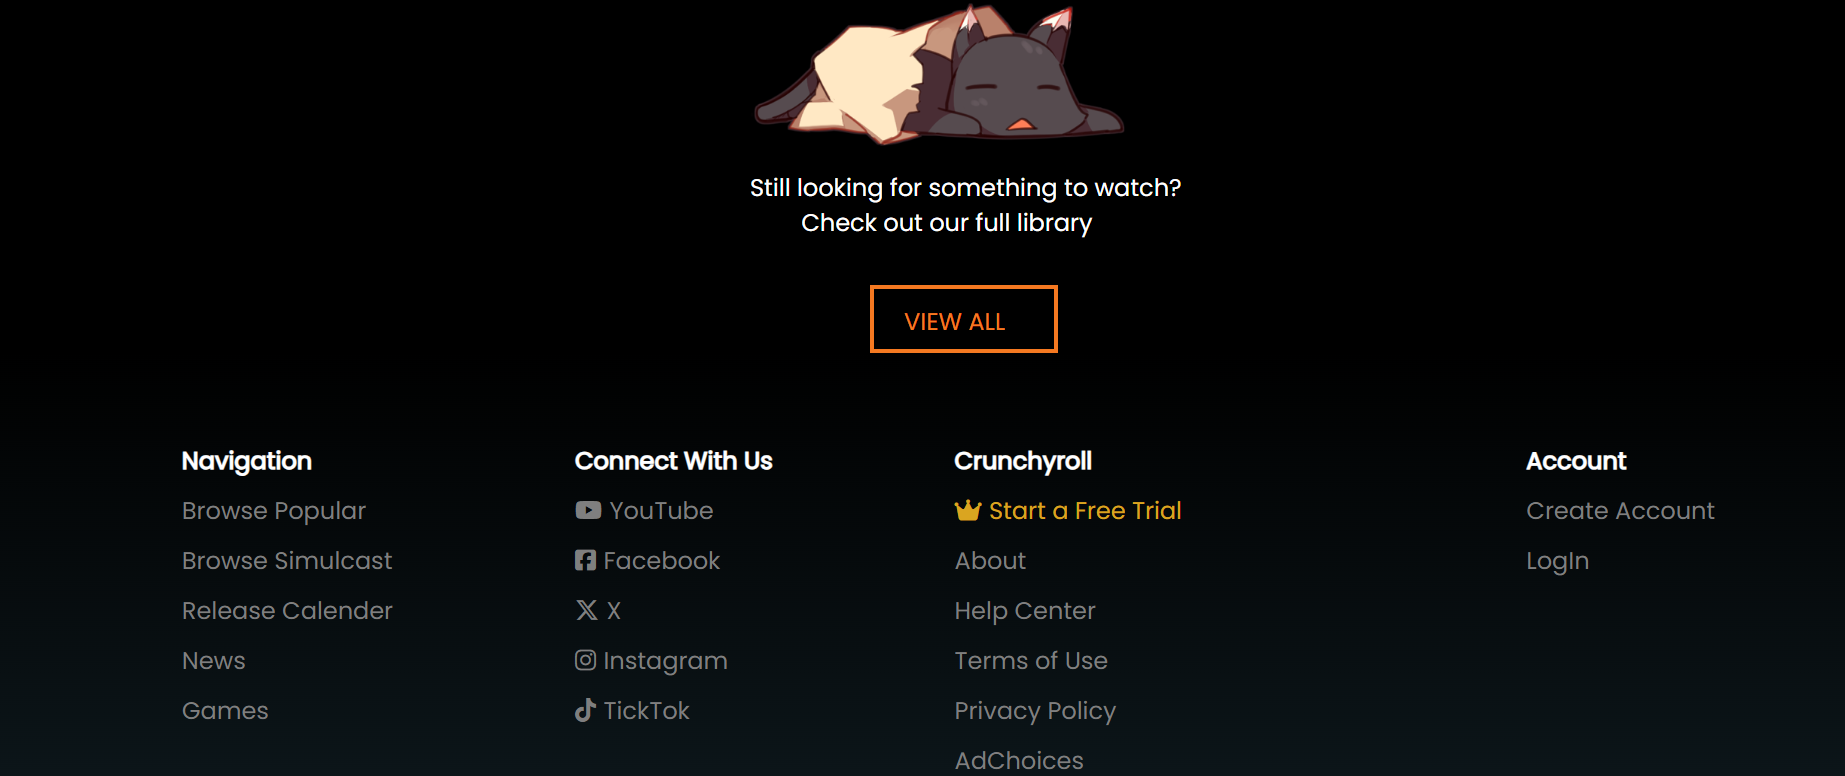 Still looking for something to watch?
Check out our full library
VIEW ALL
Navigation
Browse Popular
Browse Simulcast
Release Calender
News
Games
Connect With Us
YouTube
Facebook
X
Instagram
TickTok
Crunchyroll
Start a Free Trial
About
Help Center
Terms of Use
Privacy Policy
AdChoices
Account
Create Account
LogIn